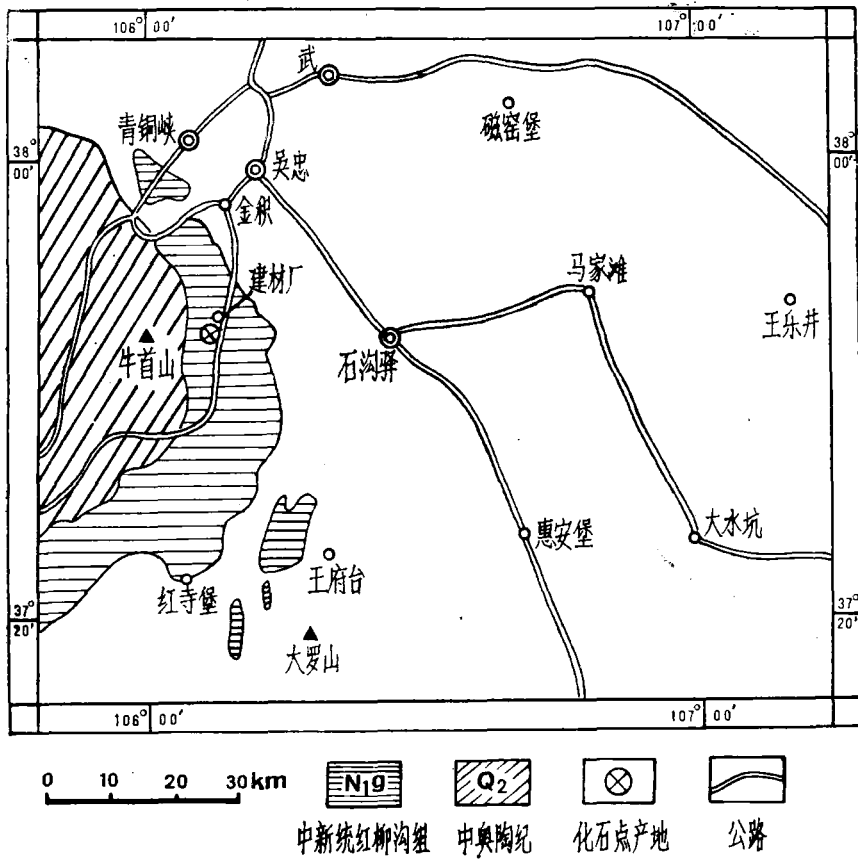 106° 00′ 107° 00′
武
青铜峡
磁窑堡
38° 00′
38° 00′
吴忠
金积
建材厂
马家滩
王乐井
牛首山
石沟驿
惠安堡
大水坑
王府台
红寺堡
37° 20′
37° 20′
大罗山
106° 00′ 107° 00′
0 10 20 30km
N₁g
Q₂
中新统红柳沟组
中奥陶纪
化石点产地
公路